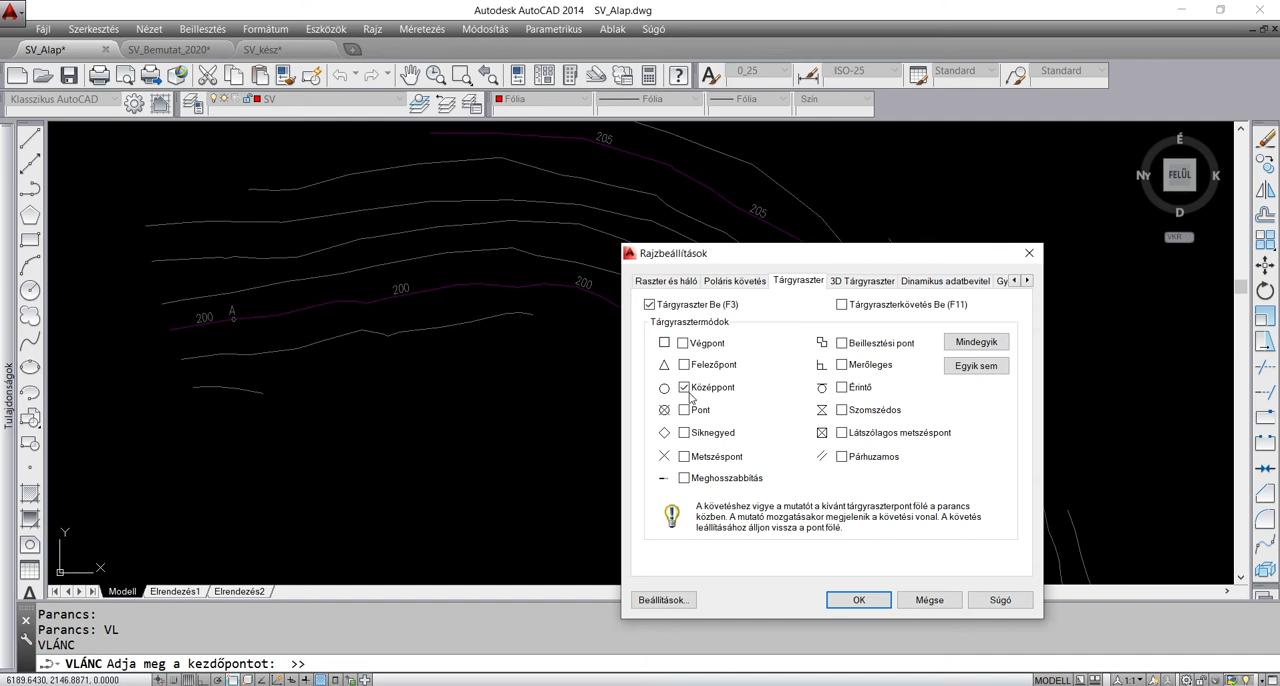 Autodesk AutoCAD 2014 SV_Alap.dwg
Fájl Szerkesztés Nézet Beillesztés Formátum Eszközök Rajz Méretezés Módosítás Parametrikus Ablak Súgó
SV_Alap* SV_Bemutat_2020* SV_kész*
0_25 ISO-25 Standard Standard
Klasszikus AutoCAD SV Fólia Fólia Fólia Szín
205
É
Ny FELÜL K
D
VKR
205
200
200
200
A
Tulajdonságok
Rajzbeállítások
Raszter és háló Poláris követés Tárgyraszter 3D Tárgyraszter Dinamikus adatbevitel Gy
Tárgyraszter Be (F3) Tárgyraszterkövetés Be (F11)
Tárgyrasztermódok
Végpont Beillesztési pont Mindegyik
Felezőpont Merőleges Egyik sem
Középpont Érintő
Pont Szomszédos
Síknegyed Látszólagos metszéspont
Metszéspont Párhuzamos
Meghosszabbítás
A követéshez vigye a mutatót a kívánt tárgyraszterpont fölé a parancs
közben. A mutató mozgatásakor megjelenik a követési vonal. A követés
leállításához álljon vissza a pont fölé.
Beállítások... OK Mégse Súgó
Y
X
Modell Elrendezés1 Elrendezés2
Parancs:
Parancs: VL
VLÁNC
VLÁNC Adja meg a kezdőpontot: >>
6189.6430, 2146.8871, 0.0000 MODELL 1:1